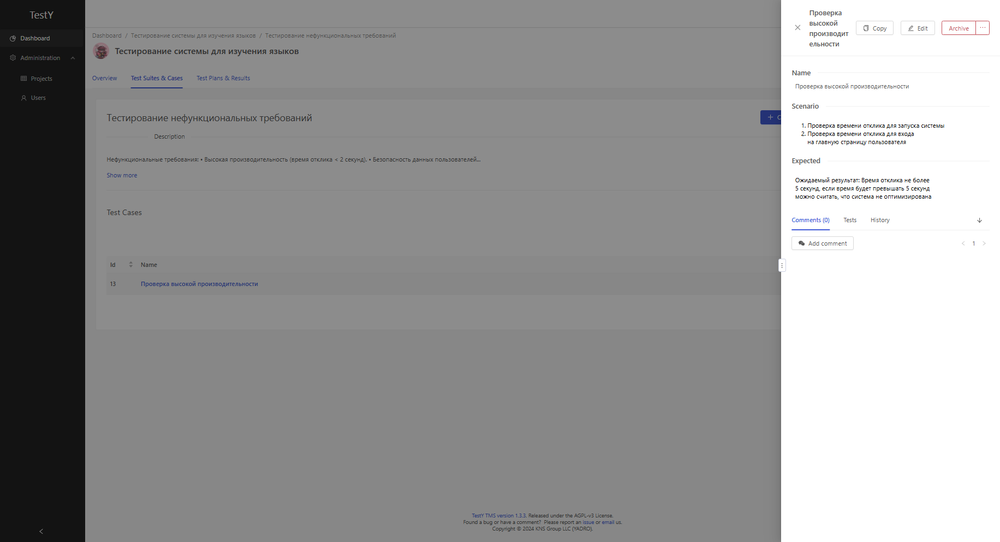 TestY
Dashboard
Administration
Projects
Users
Dashboard / Тестирование системы для изучения языков / Тестирование нефункциональных требований
Тестирование системы для изучения языков
Overview
Test Suites & Cases
Test Plans & Results
Тестирование нефункциональных требований
Description
Нефункциональные требования: • Высокая производительность (время отклика < 2 секунд). • Безопасность данных пользователей...
Show more
Test Cases
Id
Name
13
Проверка высокой производительности
TestY TMS version 1.3.3. Released under the AGPL-v3 License.
Found a bug or have a comment? Please report an issue or email us.
Copyright © 2024 KNS Group LLC (YADRO).
Проверка
высокой
производит
ельности
Copy
Edit
Archive
Name
Проверка высокой производительности
Scenario
1. Проверка времени отклика для запуска системы
2. Проверка времени отклика для входа
на главную страницу пользователя
Expected
Ожидаемый результат: Время отклика не более
5 секунд, если время будет превышать 5 секунд
можно считать, что система не оптимизирована
Comments (0)
Tests
History
Add comment
1